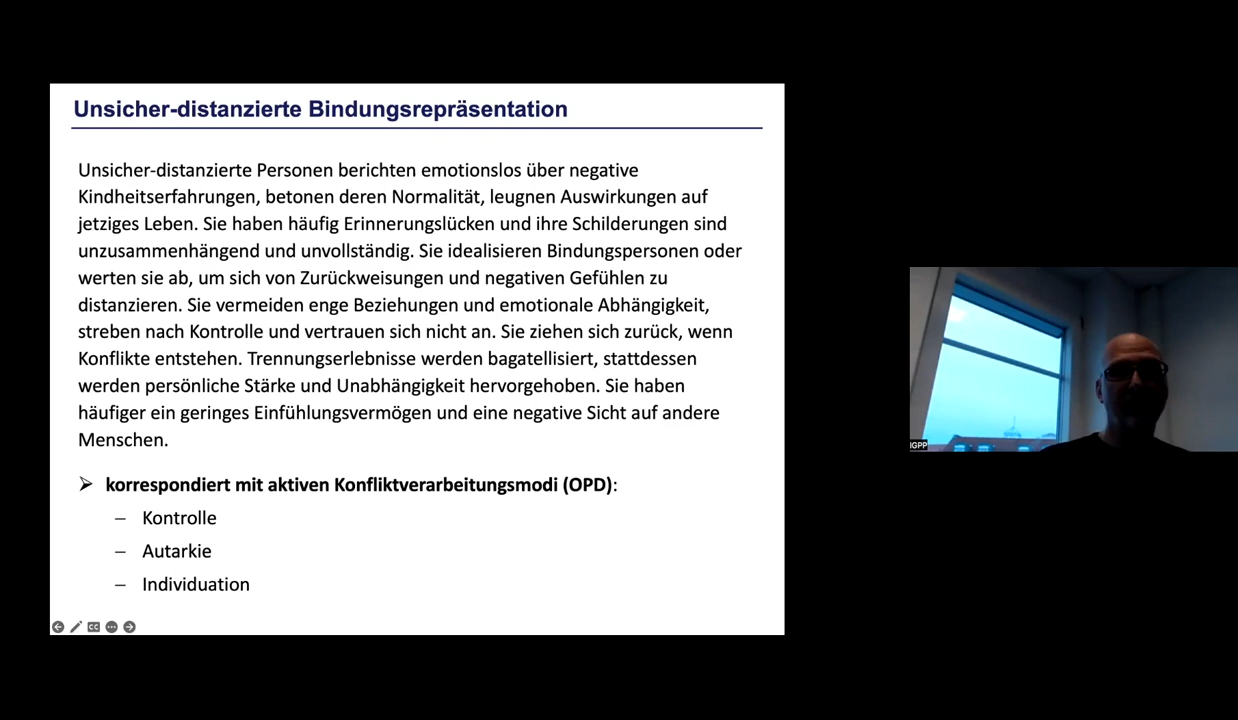 Unsicher-distanzierte Bindungsrepräsentation
Unsicher-distanzierte Personen berichten emotionslos über negative
Kindheitserfahrungen, betonen deren Normalität, leugnen Auswirkungen auf
jetziges Leben. Sie haben häufig Erinnerungslücken und ihre Schilderungen sind
unzusammenhängend und unvollständig. Sie idealisieren Bindungspersonen oder
werten sie ab, um sich von Zurückweisungen und negativen Gefühlen zu
distanzieren. Sie vermeiden enge Beziehungen und emotionale Abhängigkeit,
streben nach Kontrolle und vertrauen sich nicht an. Sie ziehen sich zurück, wenn
Konflikte entstehen. Trennungserlebnisse werden bagatellisiert, stattdessen
werden persönliche Stärke und Unabhängigkeit hervorgehoben. Sie haben
häufiger ein geringes Einfühlungsvermögen und eine negative Sicht auf andere
Menschen.
➢ korrespondiert mit aktiven Konfliktverarbeitungsmodi (OPD):
– Kontrolle
– Autarkie
– Individuation
CC
IGPP